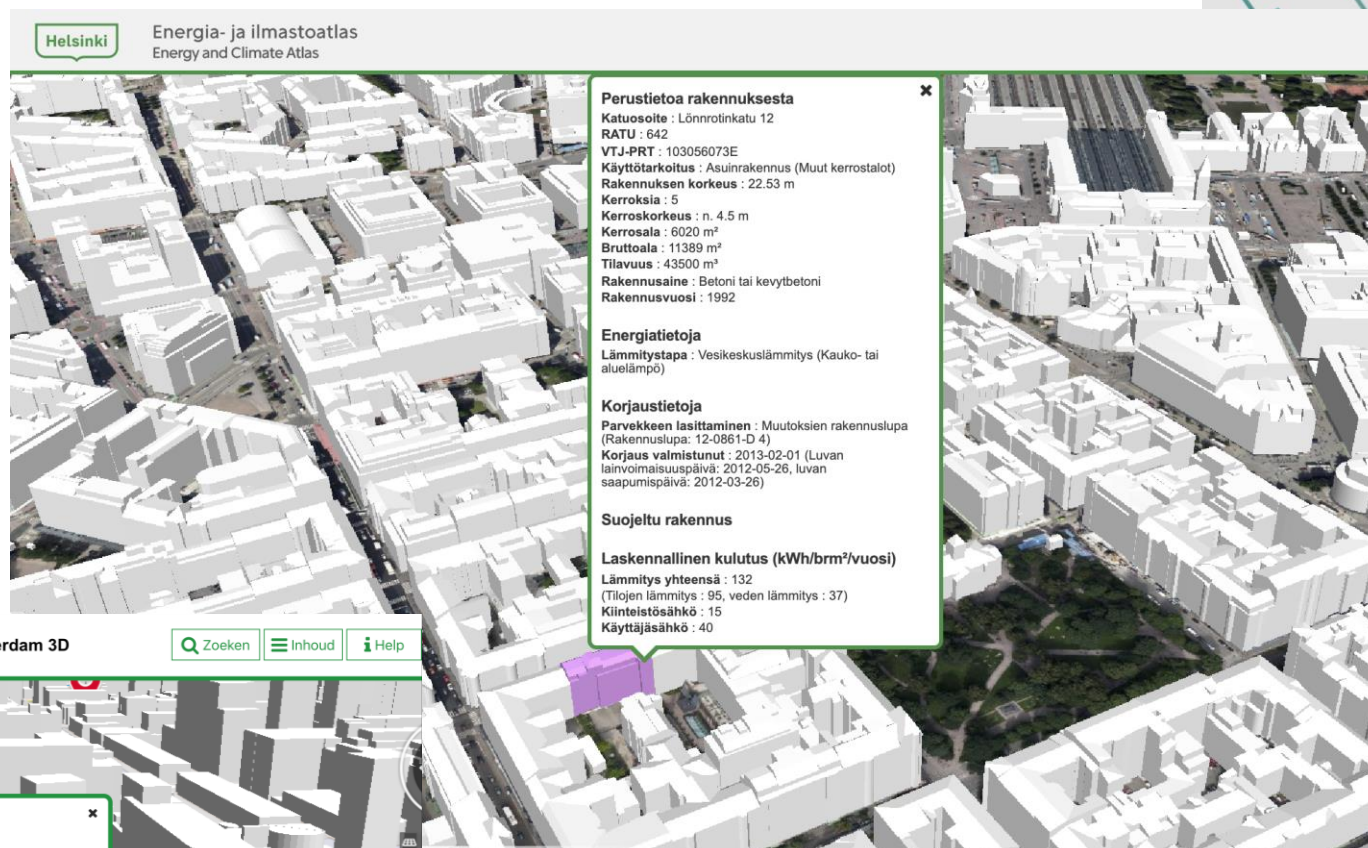 Helsinki
Energia- ja ilmastoatlas
Energy and Climate Atlas
Perustietoa rakennuksesta
Katuosoite : Lönnrotinkatu 12
RATU : 642
VTJ-PRT : 103056073E
Käyttötarkoitus : Asuinrakennus (Muut kerrostalot)
Rakennuksen korkeus : 22.53 m
Kerroksia : 5
Kerroskorkeus : n. 4.5 m
Kerrosala : 6020 m²
Bruttoala : 11389 m²
Tilavuus : 43500 m³
Rakennusaine : Betoni tai kevytbetoni
Rakennusvuosi : 1992
Energiatietoja
Lämmitystapa : Vesikeskuslämmitys (Kauko- tai
aluelämpö)
Korjaustietoja
Parvekkeen lasittaminen : Muutoksien rakennuslupa
(Rakennuslupa: 12-0861-D 4)
Korjaus valmistunut : 2013-02-01 (Luvan
lainvoimaisuuspäivä: 2012-05-26, luvan
saapumispäivä: 2012-03-26)
Suojeltu rakennus
Laskennallinen kulutus (kWh/brm²/vuosi)
Lämmitys yhteensä : 132
(Tilojen lämmitys : 95, veden lämmitys : 37)
Kiinteistösähkö : 15
Käyttäjäsähkö : 40
erdam 3D
Zoeken
Inhoud
Help